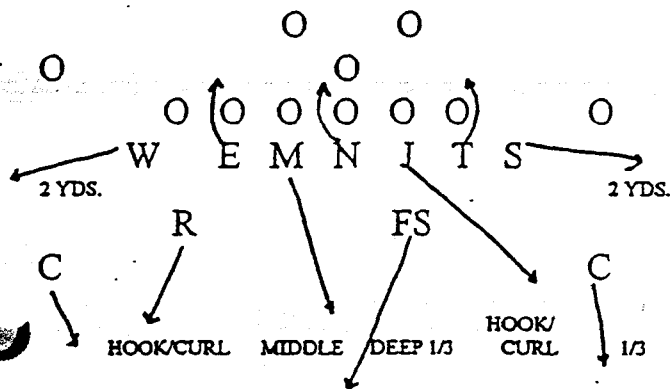 O O
O O
O O O O O O O
W E M N J T S
2 YDS. 2 YDS.
R FS
C C
HOOK/CURL MIDDLE DEEP 1/3 HOOK/
CURL 1/3